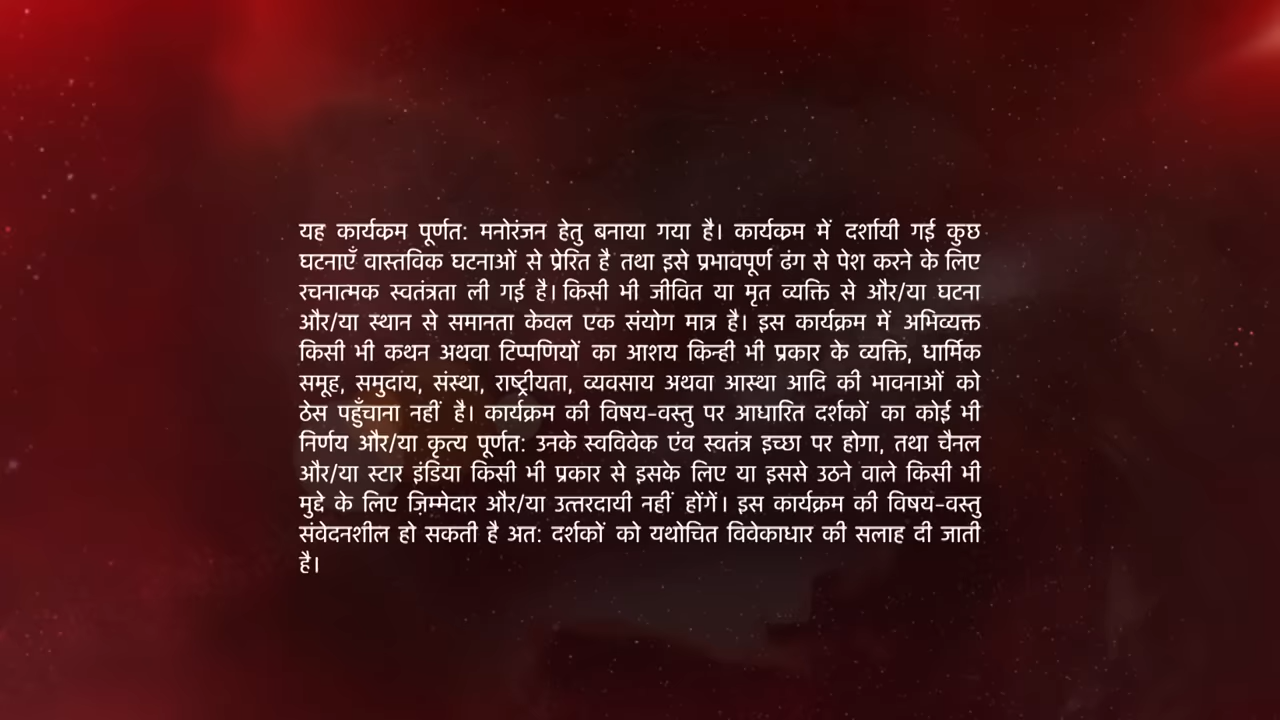 यह कार्यक्रम पूर्णत: मनोरंजन हेतु बनाया गया है। कार्यक्रम में दर्शायी गई कुछ
घटनाएँ वास्तविक घटनाओं से प्रेरित है तथा इसे प्रभावपूर्ण ढंग से पेश करने के लिए
रचनात्मक स्वतंत्रता ली गई है। किसी भी जीवित या मृत व्यक्ति से और/या घटना
और/या स्थान से समानता केवल एक संयोग मात्र है। इस कार्यक्रम में अभिव्यक्त
किसी भी कथन अथवा टिप्पणियों का आशय किन्ही भी प्रकार के व्यक्ति, धार्मिक
समूह, समुदाय, संस्था, राष्ट्रीयता, व्यवसाय अथवा आस्था आदि की भावनाओं को
ठेस पहुँचाना नहीं है। कार्यक्रम की विषय-वस्तु पर आधारित दर्शकों का कोई भी
निर्णय और/या कृत्य पूर्णत: उनके स्वविवेक एंव स्वतंत्र इच्छा पर होगा, तथा चैनल
और/या स्टार इंडिया किसी भी प्रकार से इसके लिए या इससे उठने वाले किसी भी
मुद्दे के लिए ज़िम्मेदार और/या उत्तरदायी नहीं होंगें। इस कार्यक्रम की विषय-वस्तु
संवेदनशील हो सकती है अत: दर्शकों को यथोचित विवेकाधार की सलाह दी जाती
है।